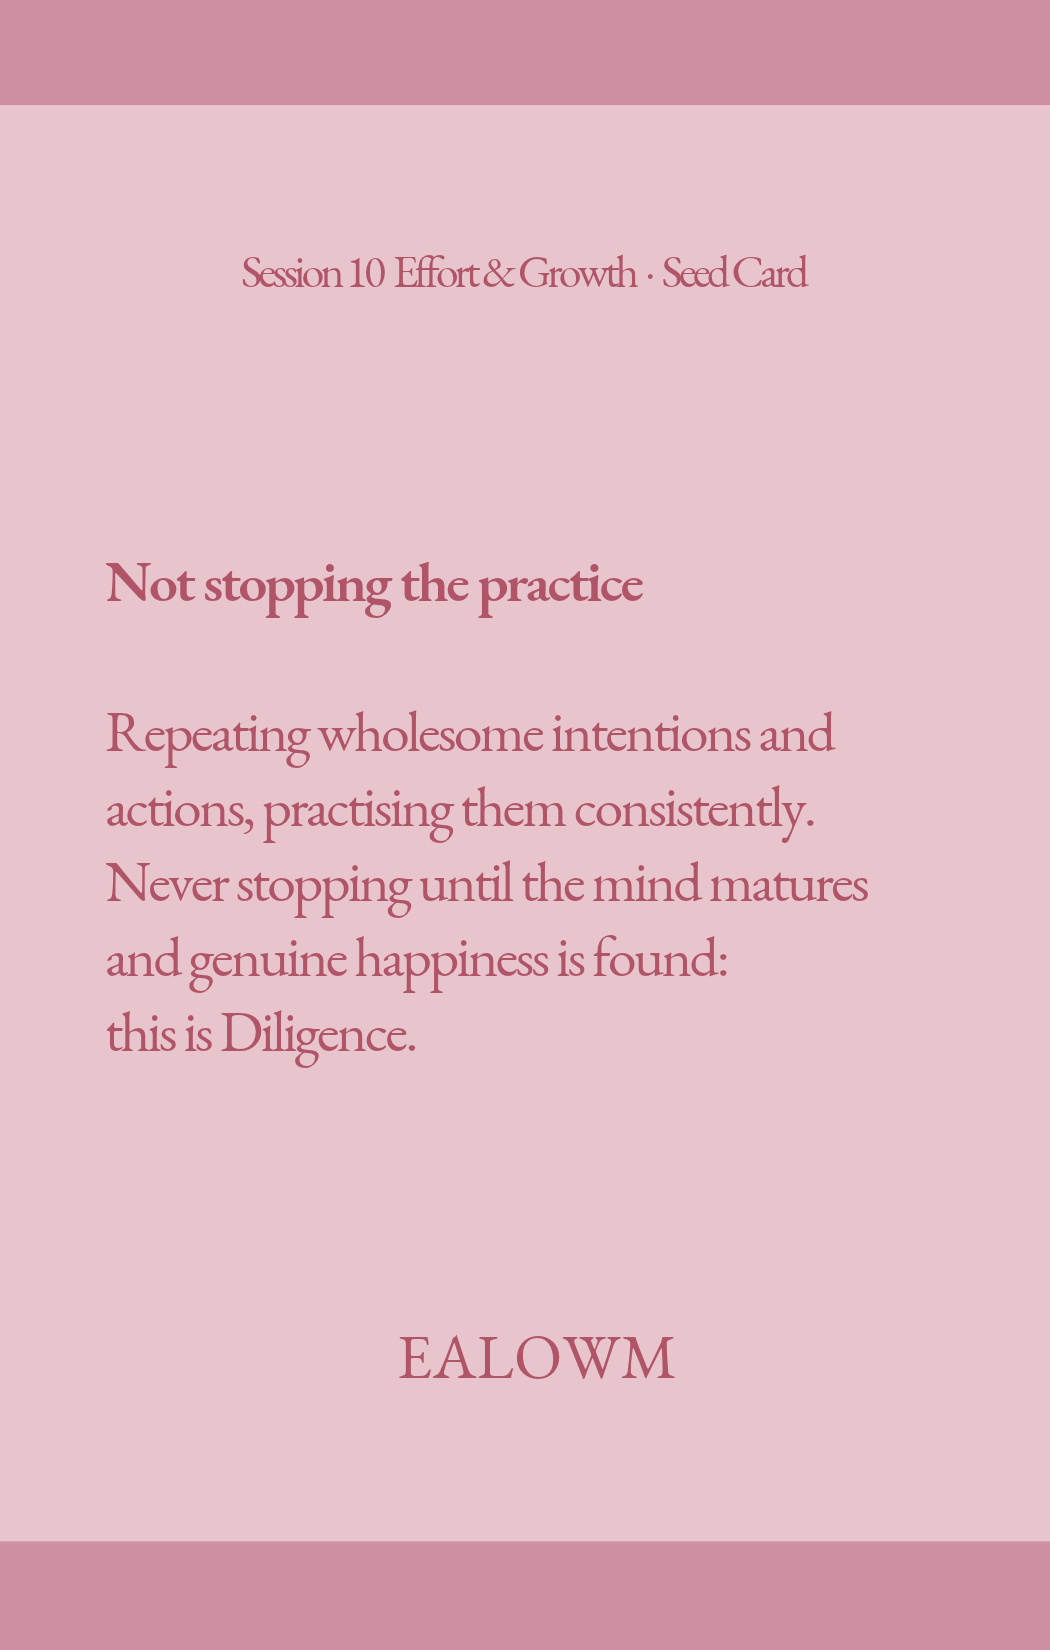 Session 10 Effort & Growth · Seed Card
Not stopping the practice
Repeating wholesome intentions and
actions, practising them consistently.
Never stopping until the mind matures
and genuine happiness is found:
this is Diligence.
EALOWM